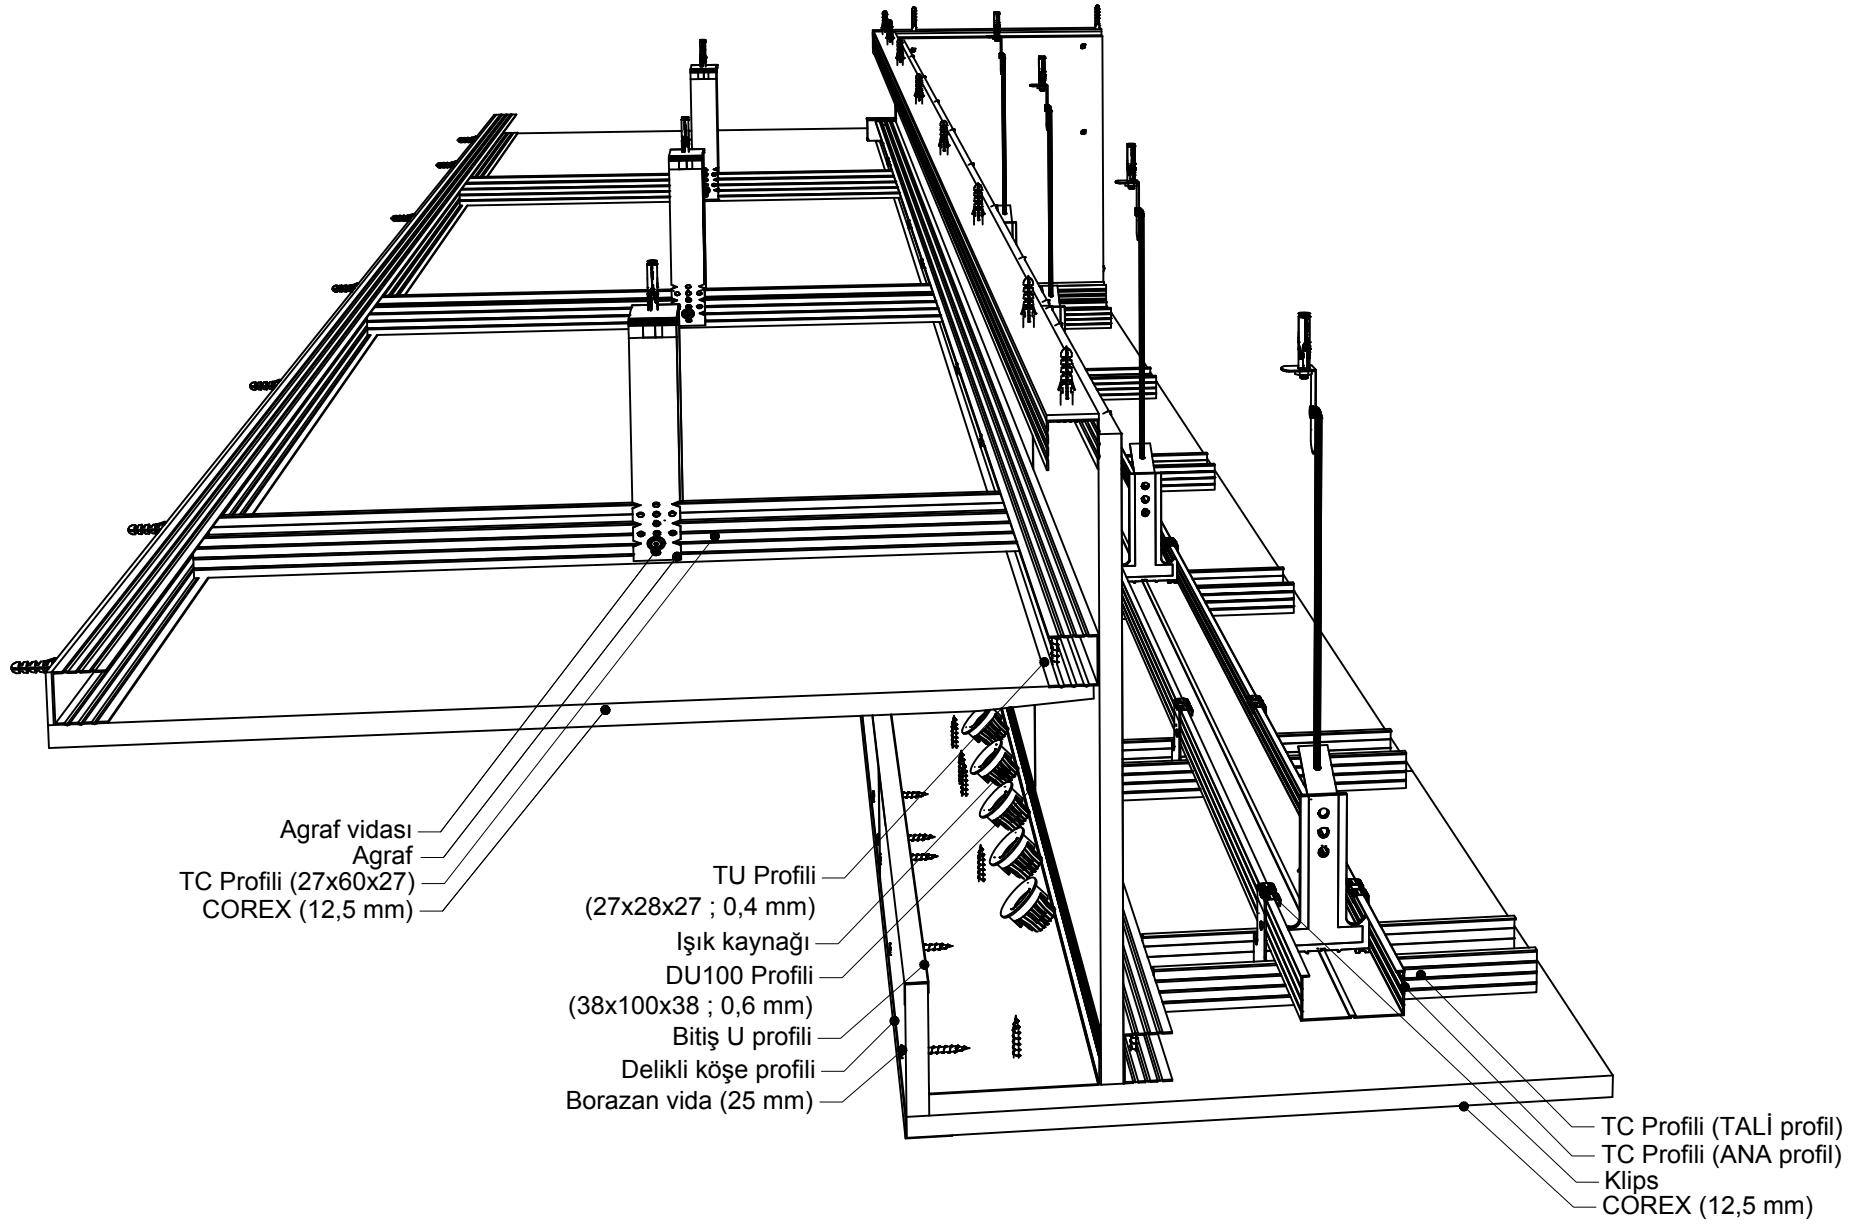 Agraf vidası
Agraf
TC Profili (27x60x27)
COREX (12,5 mm)
TU Profili
(27x28x27 ; 0,4 mm)
Işık kaynağı
DU100 Profili
(38x100x38 ; 0,6 mm)
Bitiş U profili
Delikli köşe profili
Borazan vida (25 mm)
TC Profili (TALİ profil)
TC Profili (ANA profil)
Klips
COREX (12,5 mm)